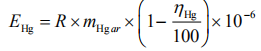 E_Hg = R × m_Hg ar × (1 − η_Hg / 100) × 10⁻⁶